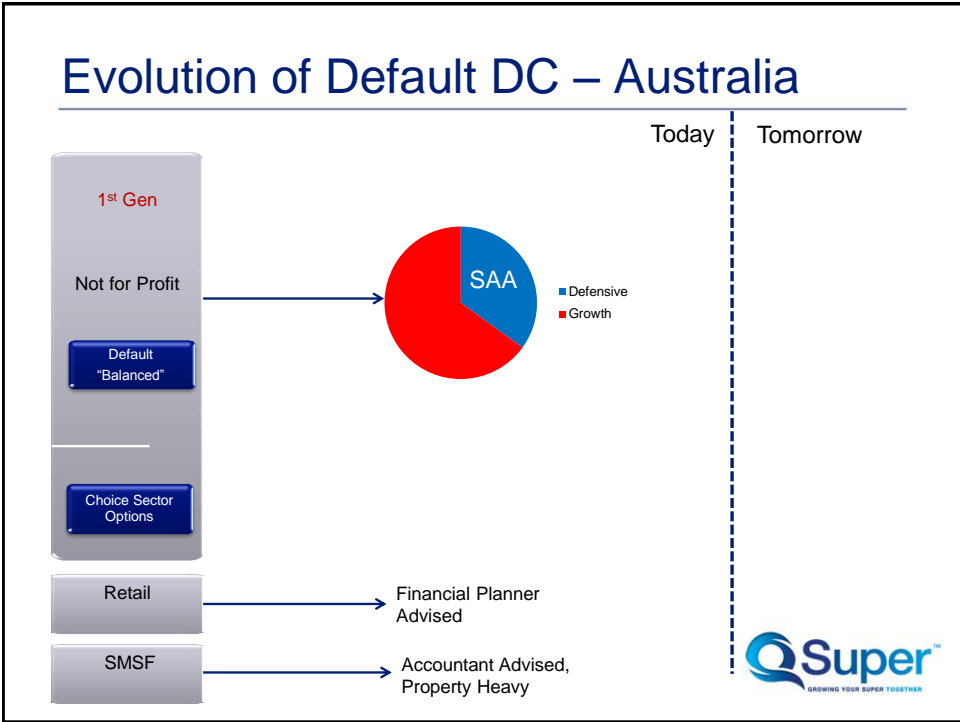 Evolution of Default DC – Australia
Today
Tomorrow
1st Gen
Not for Profit
Default
“Balanced”
Choice Sector
Options
SAA
Defensive
Growth
Retail
Financial Planner
Advised
SMSF
Accountant Advised,
Property Heavy
QSuper™
GROWING YOUR SUPER TOGETHER